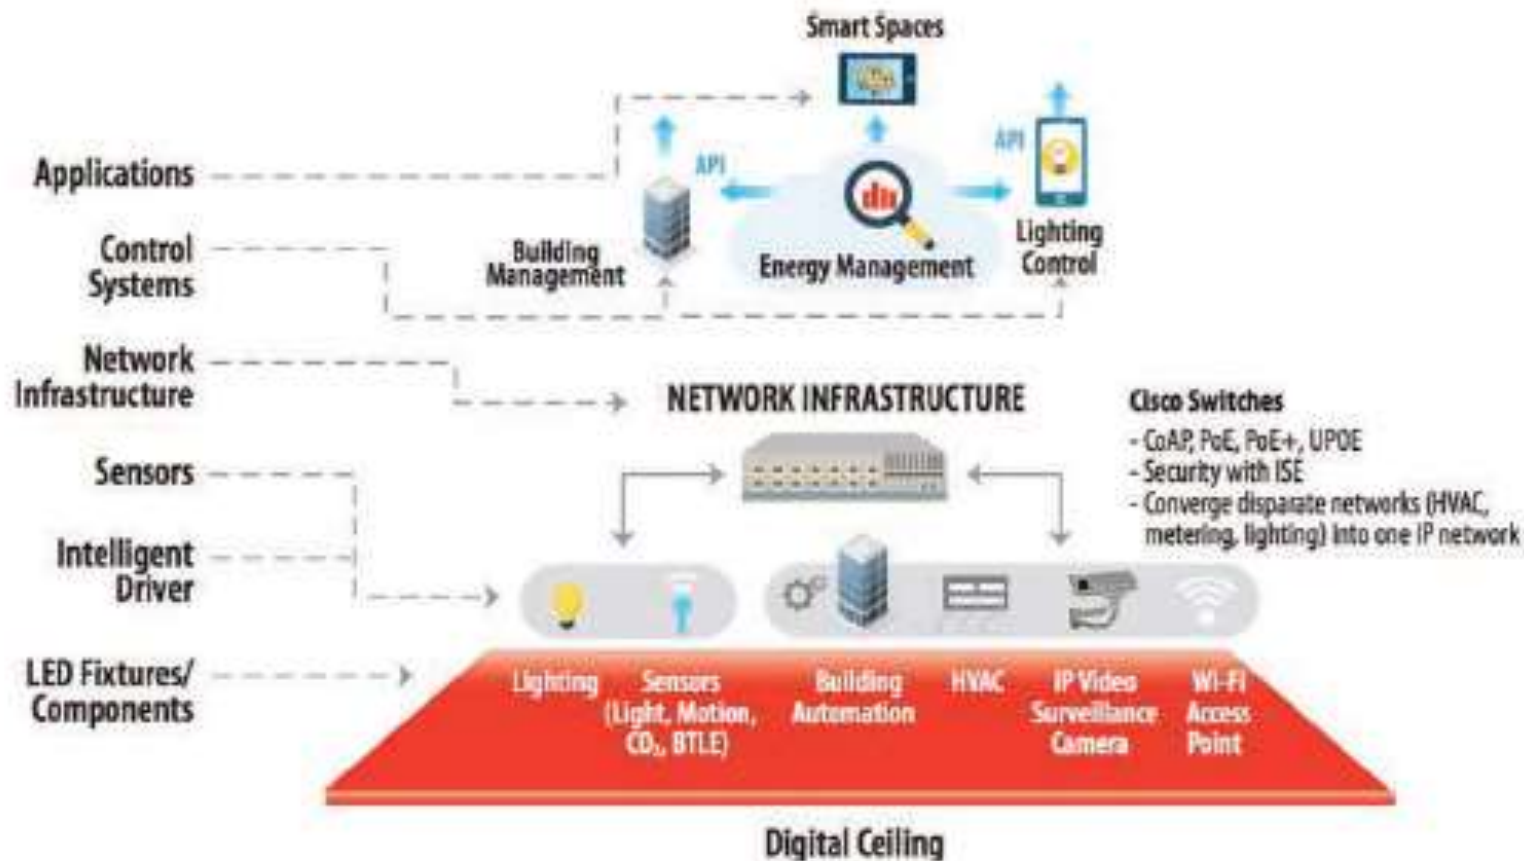 Smart Spaces
API
API
Applications
Control
Systems
Building
Management
Energy Management
Lighting
Control
Network
Infrastructure
NETWORK INFRASTRUCTURE
Cisco Switches
- CoAP, PoE, PoE+, UPOE
- Security with ISE
- Converge disparate networks (HVAC,
metering, lighting) into one IP network
Sensors
Intelligent
Driver
LED Fixtures/
Components
Lighting
Sensors
(Light, Motion,
CO₂, BTLE)
Building
Automation
HVAC
IP Video
Surveillance
Camera
Wi-Fi
Access
Point
Digital Ceiling